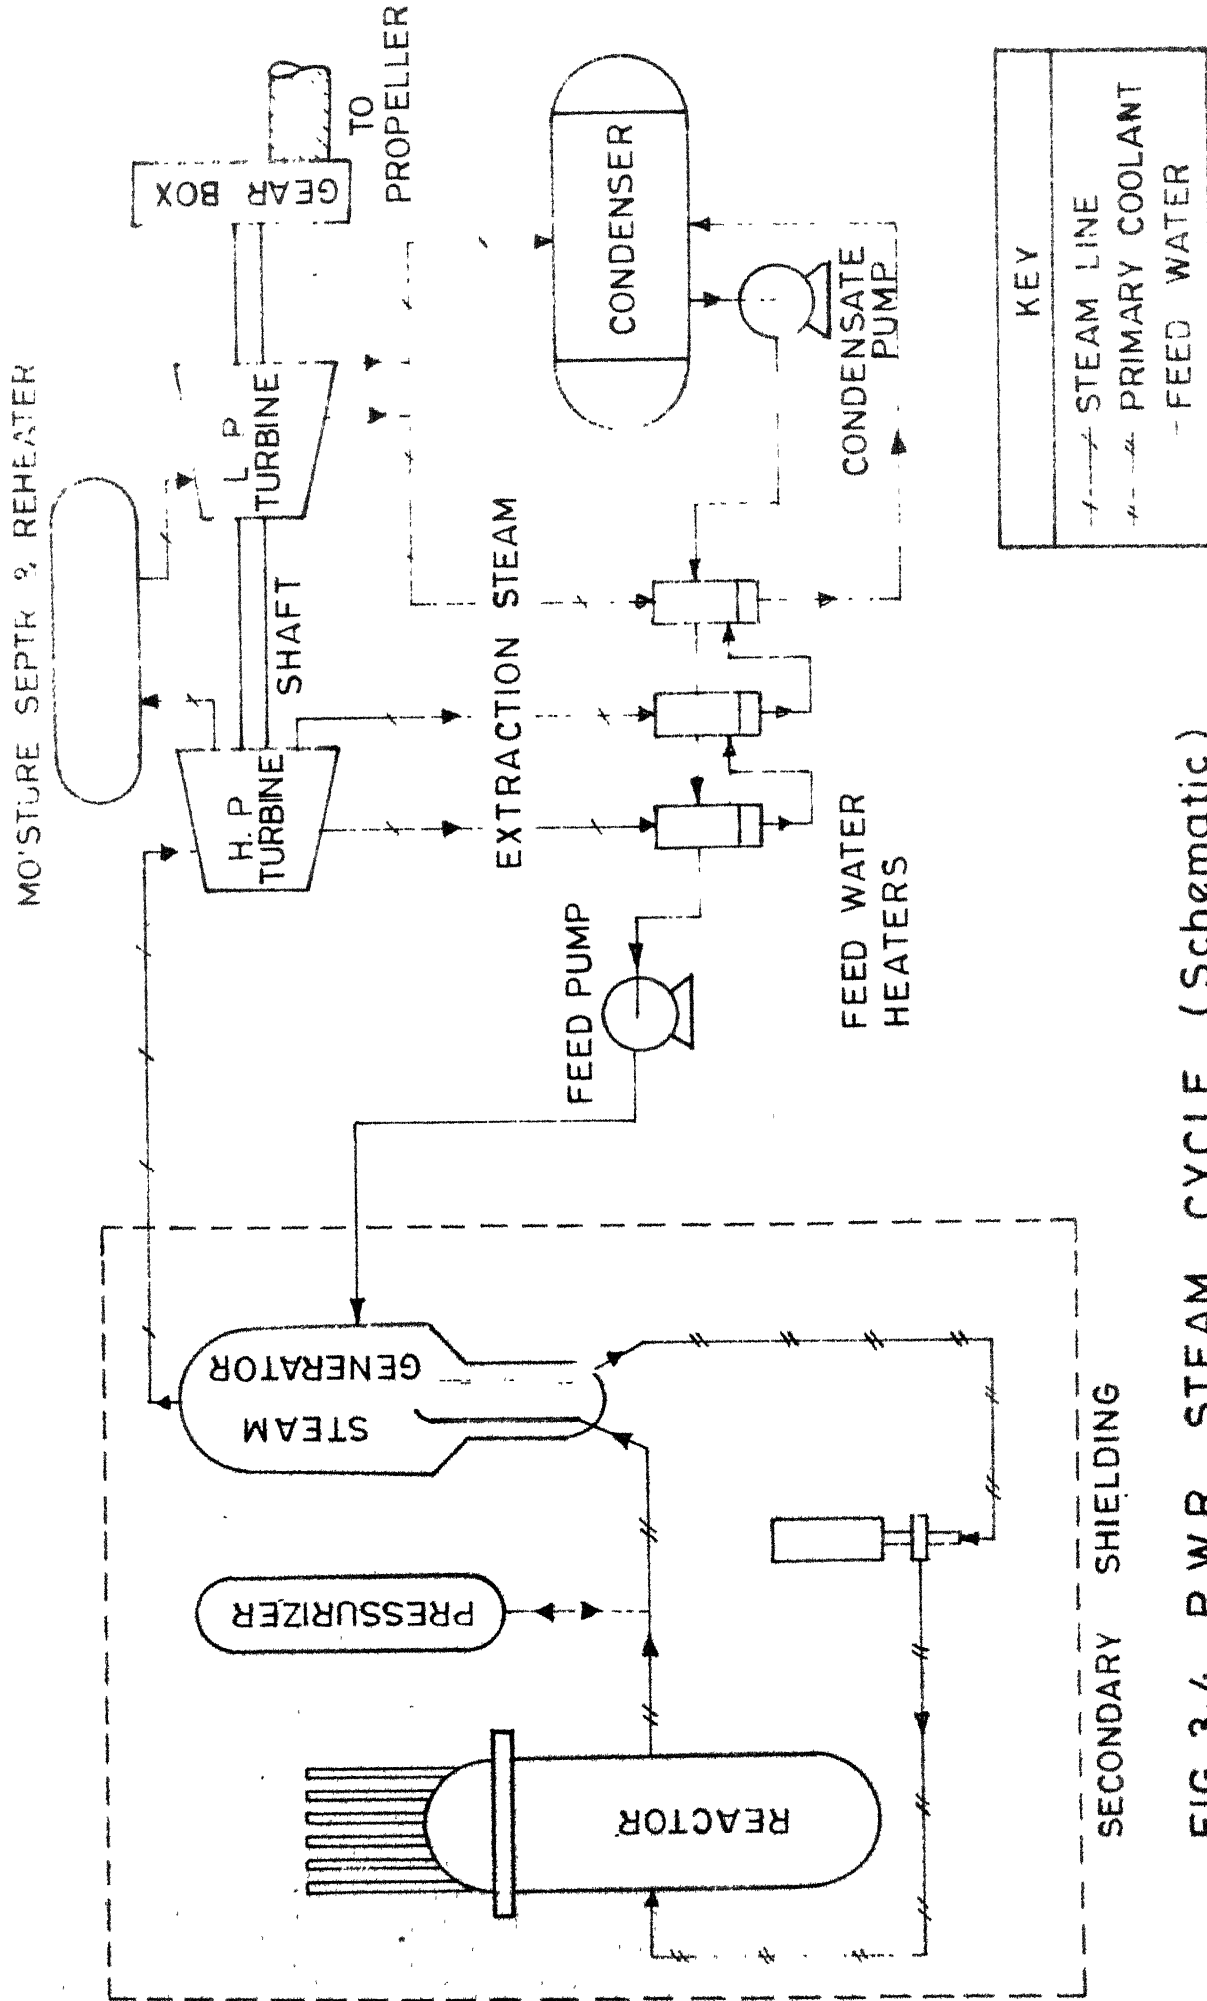 MO'STURE SEPTR & REHEATER
H. P
TURBINE
SHAFT
L P
TURBINE
GEAR BOX
TO
PROPELLER
STEAM
GENERATOR
PRESSURIZER
REACTOR
EXTRACTION STEAM
FEED PUMP
CONDENSER
CONDENSATE
PUMP
FEED WATER
HEATERS
SECONDARY SHIELDING
KEY
STEAM LINE
PRIMARY COOLANT
FEED WATER
FIG 3.4 P.W.R. STEAM CYCLE (Schematic)